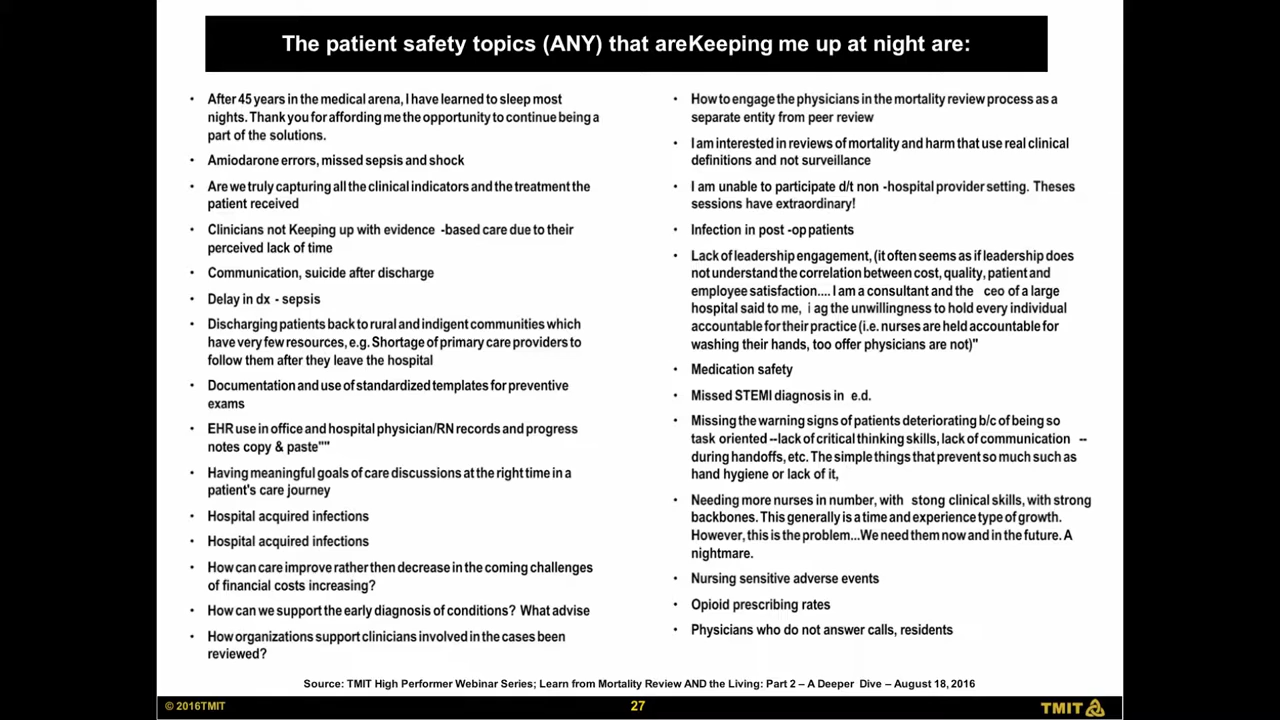 The patient safety topics (ANY) that areKeeping me up at night are:
• After 45 years in the medical arena, I have learned to sleep most
nights. Thank you for affording me the opportunity to continue being a
part of the solutions.
• Amiodarone errors, missed sepsis and shock
• Are we truly capturing all the clinical indicators and the treatment the
patient received
• Clinicians not Keeping up with evidence -based care due to their
perceived lack of time
• Communication, suicide after discharge
• Delay in dx - sepsis
• Discharging patients back to rural and indigent communities which
have very few resources, e.g. Shortage of primary care providers to
follow them after they leave the hospital
• Documentation and use of standardized templates for preventive
exams
• EHR use in office and hospital physician/RN records and progress
notes copy & paste""
• Having meaningful goals of care discussions at the right time in a
patient's care journey
• Hospital acquired infections
• Hospital acquired infections
• How can care improve rather then decrease in the coming challenges
of financial costs increasing?
• How can we support the early diagnosis of conditions? What advise
• How organizations support clinicians involved in the cases been
reviewed?
• How to engage the physicians in the mortality review process as a
separate entity from peer review
• I am interested in reviews of mortality and harm that use real clinical
definitions and not surveillance
• I am unable to participate d/t non -hospital provider setting. Theses
sessions have extraordinary!
• Infection in post -op patients
• Lack of leadership engagement, (it often seems as if leadership does
not understand the correlation between cost, quality, patient and
employee satisfaction.... I am a consultant and the ceo of a large
hospital said to me, i ag the unwillingness to hold every individual
accountable for their practice (i.e. nurses are held accountable for
washing their hands, too offer physicians are not)"
• Medication safety
• Missed STEMI diagnosis in e.d.
• Missing the warning signs of patients deteriorating b/c of being so
task oriented --lack of critical thinking skills, lack of communication --
during handoffs, etc. The simple things that prevent so much such as
hand hygiene or lack of it,
• Needing more nurses in number, with stong clinical skills, with strong
backbones. This generally is a time and experience type of growth.
However, this is the problem...We need them now and in the future. A
nightmare.
• Nursing sensitive adverse events
• Opioid prescribing rates
• Physicians who do not answer calls, residents
Source: TMIT High Performer Webinar Series; Learn from Mortality Review AND the Living: Part 2 – A Deeper Dive – August 18, 2016
© 2016TMIT
27
TMIT